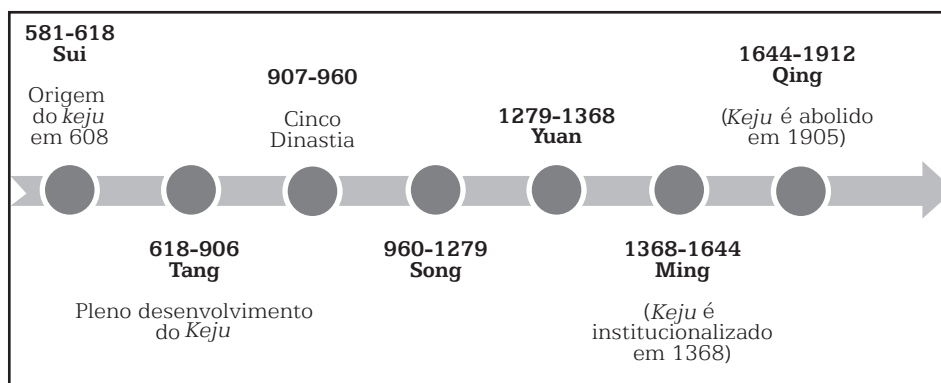 581-618
Sui
Origem
do keju
em 608
618-906
Tang
Pleno desenvolvimento
do Keju
907-960
Cinco
Dinastia
960-1279
Song
1279-1368
Yuan
1368-1644
Ming
(Keju é
institucionalizado
em 1368)
1644-1912
Qing
(Keju é abolido
em 1905)